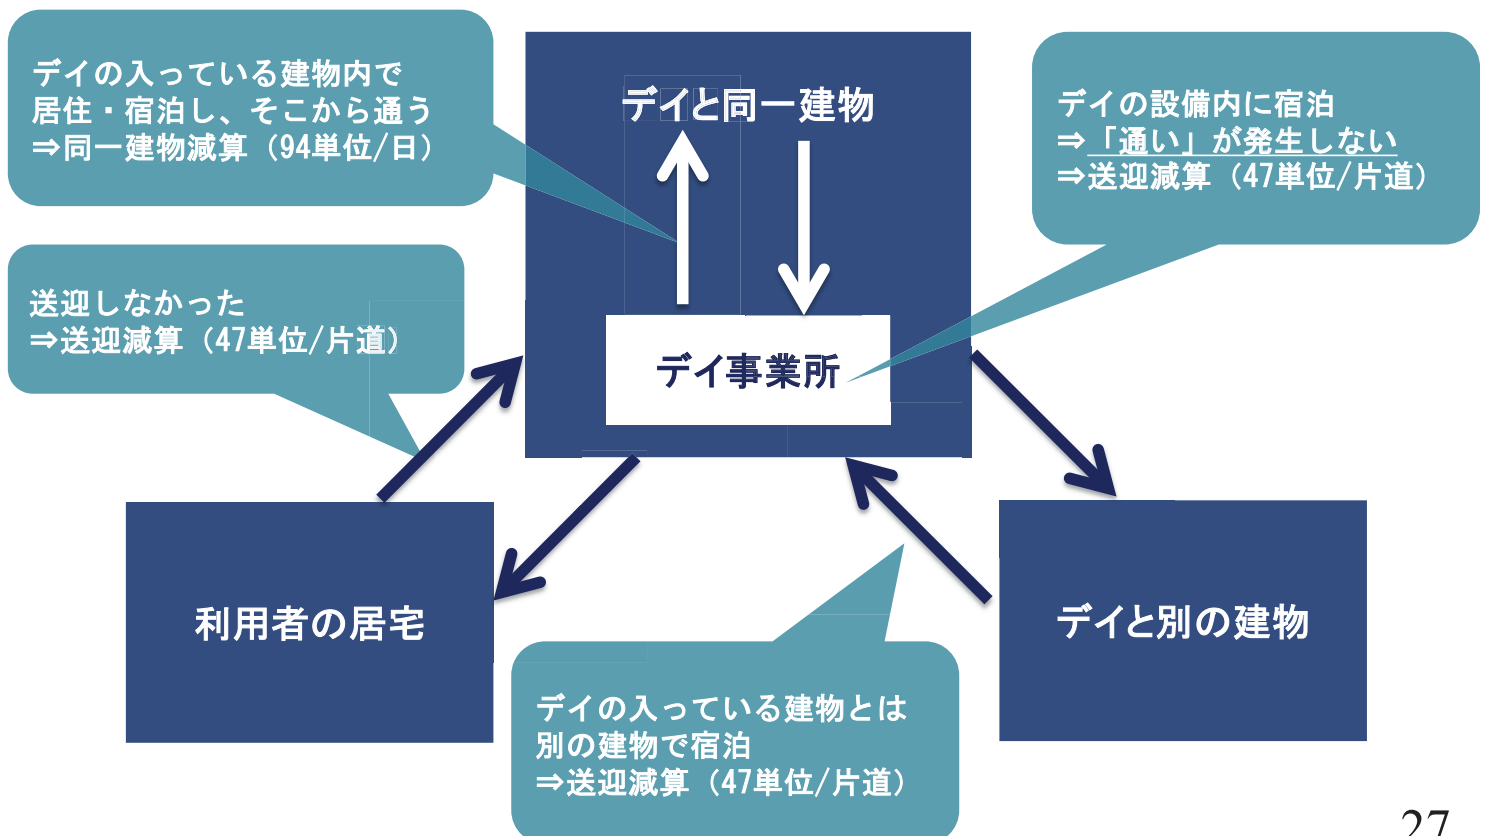 デイの入っている建物内で
居住・宿泊し、そこから通う
⇒同一建物減算（94単位/日）
デイと同一建物
デイの設備内に宿泊
⇒「通い」が発生しない
⇒送迎減算（47単位/片道）
送迎しなかった
⇒送迎減算（47単位/片道）
デイ事業所
利用者の居宅
デイと別の建物
デイの入っている建物とは
別の建物で宿泊
⇒送迎減算（47単位/片道）
27